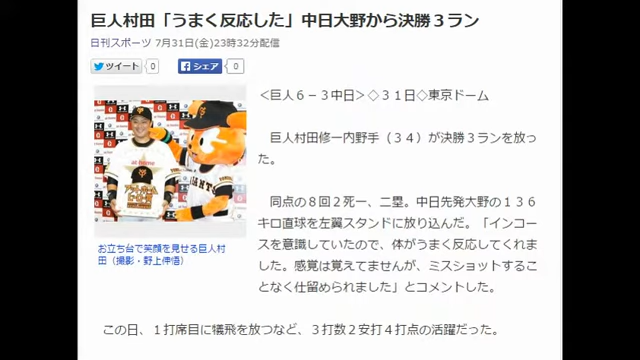 巨人村田「うまく反応した」中日大野から決勝３ラン
日刊スポーツ 7月31日(金)23時32分配信
ツイート 0 シェア 0
＜巨人６－３中日＞◇３１日◇東京ドーム
巨人村田修一内野手（３４）が決勝３ランを放っ
た。
同点の８回２死一、二塁。中日先発大野の１３６
キロ直球を左翼スタンドに放り込んだ。「インコー
スを意識していたので、体がうまく反応してくれま
した。感覚は覚えてませんが、ミスショットするこ
となく仕留められました」とコメントした。
at home
GIANTS
お立ち台で笑顔を見せる巨人村
田（撮影・野上伸悟）
この日、１打席目に犠飛を放つなど、３打数２安打４打点の活躍だった。